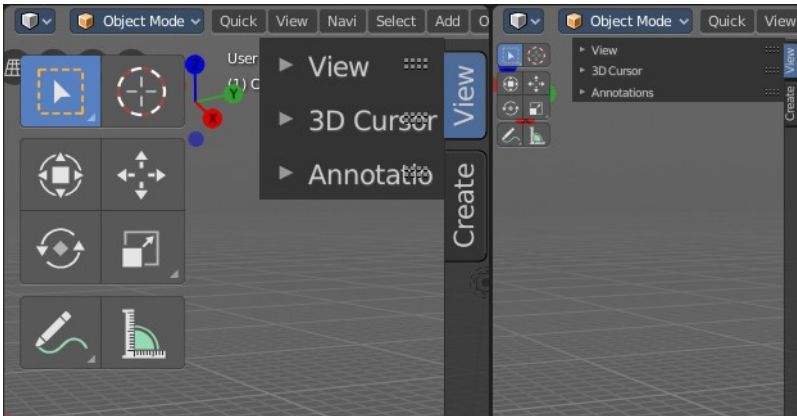 Object Mode Quick View Navi Select Add
User
(1) C
View
3D Cursor
Annotatio
View
Create
Z
Y
X
Object Mode Quick View
View
3D Cursor
Annotations
View
Create